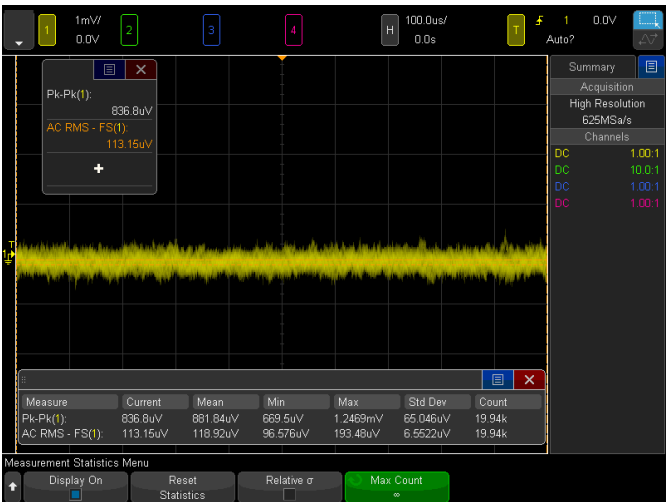 1 1mV/ 0.0V 2 3 4 H 100.0us/ 0.0s T 1 0.0V Auto?
Summary
Acquisition
High Resolution
625MSa/s
Channels
DC 1.00:1
DC 10.0:1
DC 1.00:1
DC 1.00:1
Pk-Pk(1):
836.8uV
AC RMS - FS(1):
113.15uV
T
1
Measure Current Mean Min Max Std Dev Count
Pk-Pk(1): 836.8uV 881.84uV 669.5uV 1.2469mV 65.046uV 19.94k
AC RMS - FS(1): 113.15uV 118.92uV 96.576uV 193.48uV 6.5522uV 19.94k
Measurement Statistics Menu
Display On
Reset
Statistics
Relative σ
Max Count
∞